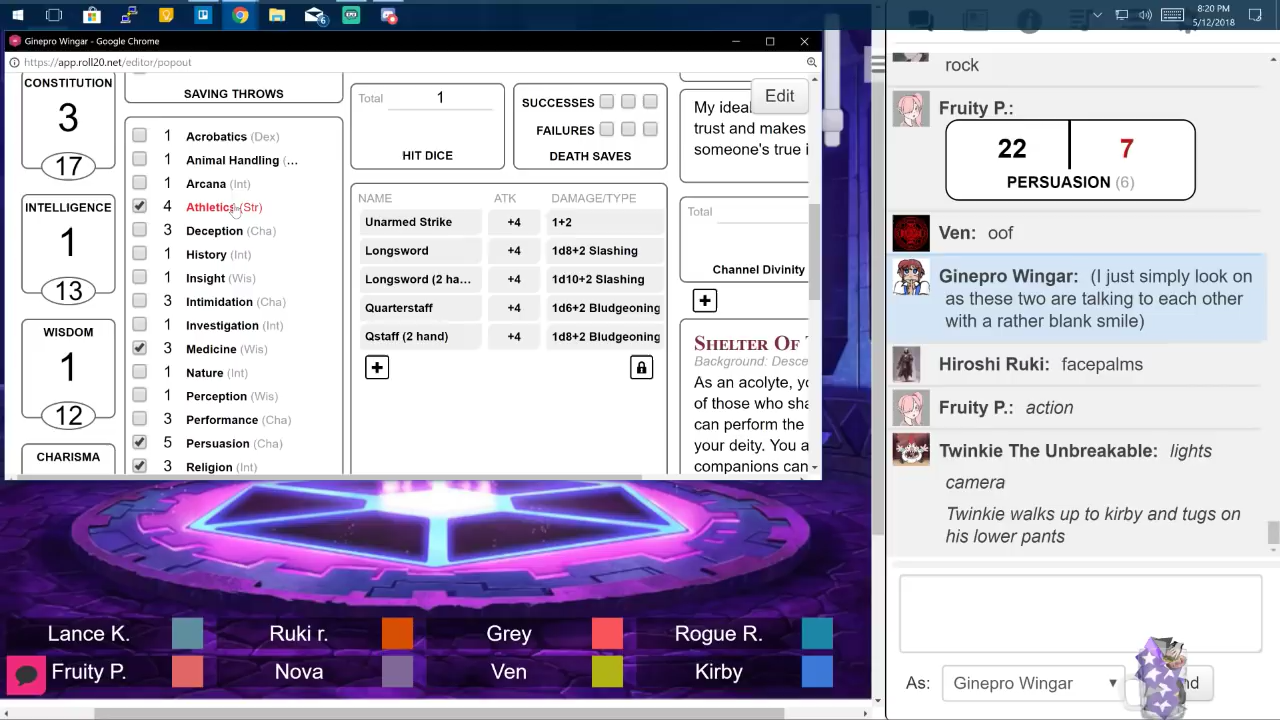 6
8:20 PM
5/12/2018
Ginepro Wingar - Google Chrome
https://app.roll20.net/editor/popout
CONSTITUTION
3
17
INTELLIGENCE
1
13
WISDOM
1
12
CHARISMA
SAVING THROWS
1 Acrobatics (Dex)
1 Animal Handling (...
1 Arcana (Int)
4 Athletics (Str)
3 Deception (Cha)
1 History (Int)
1 Insight (Wis)
3 Intimidation (Cha)
1 Investigation (Int)
3 Medicine (Wis)
1 Nature (Int)
1 Perception (Wis)
3 Performance (Cha)
5 Persuasion (Cha)
3 Religion (Int)
Total 1
HIT DICE
SUCCESSES
FAILURES
DEATH SAVES
NAME ATK DAMAGE/TYPE
Unarmed Strike +4 1+2
Longsword +4 1d8+2 Slashing
Longsword (2 ha... +4 1d10+2 Slashing
Quarterstaff +4 1d6+2 Bludgeoning
Qstaff (2 hand) +4 1d8+2 Bludgeoning
Edit
My idea
trust and makes
someone's true i
Total
Channel Divinity
SHELTER OF
Background: Desce
As an acolyte, yo
of those who sha
can perform the
your deity. You a
companions can
rock
Fruity P.:
22 7
PERSUASION (6)
Ven: oof
Ginepro Wingar: (I just simply look on
as these two are talking to each other
with a rather blank smile)
Hiroshi Ruki: facepalms
Fruity P.: action
Twinkie The Unbreakable: lights
camera
Twinkie walks up to kirby and tugs on
his lower pants
As: Ginepro Wingar nd
Lance K. Ruki r. Grey Rogue R.
Fruity P. Nova Ven Kirby